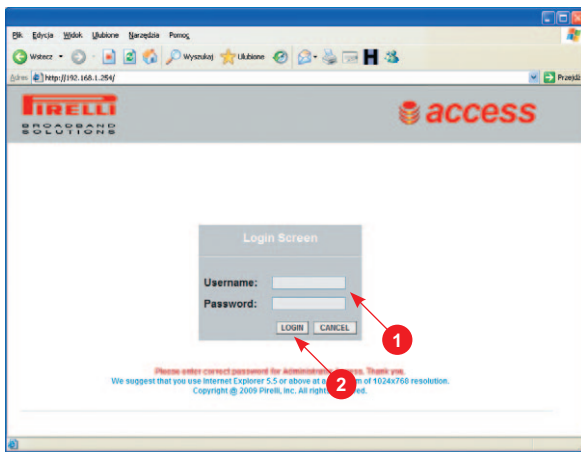 Plik Edycja Widok Ulubione Narzędzia Pomoc
Wstecz Wyszukaj Ulubione
Adres http://192.168.1.254/ Przejdź
PIRELLI
BROADBAND
SOLUTIONS
access
Login Screen
Username:
Password:
1
LOGIN CANCEL
2
Please enter correct password for Administrator Access. Thank you.
We suggest that you use Internet Explorer 5.5 or above at a of 1024x768 resolution.
Copyright @ 2009 Pirelli, Inc. All rights